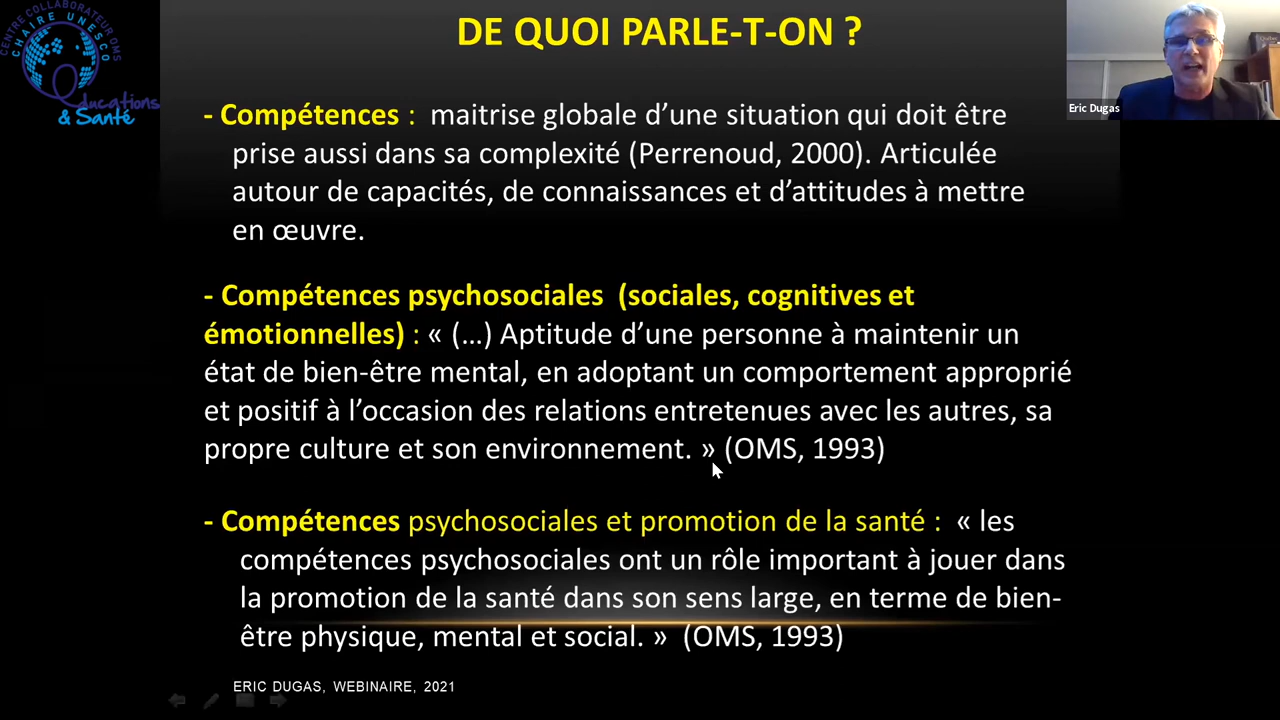 CENTRE COLLABORATEUR OMS
CHAIRE UNESCO
Educations
& Santé
DE QUOI PARLE-T-ON ?
Eric Dugas
- Compétences : maitrise globale d’une situation qui doit être
prise aussi dans sa complexité (Perrenoud, 2000). Articulée
autour de capacités, de connaissances et d’attitudes à mettre
en œuvre.
- Compétences psychosociales (sociales, cognitives et
émotionnelles) : « (…) Aptitude d’une personne à maintenir un
état de bien-être mental, en adoptant un comportement approprié
et positif à l’occasion des relations entretenues avec les autres, sa
propre culture et son environnement. » (OMS, 1993)
- Compétences psychosociales et promotion de la santé : « les
compétences psychosociales ont un rôle important à jouer dans
la promotion de la santé dans son sens large, en terme de bien-
être physique, mental et social. » (OMS, 1993)
ERIC DUGAS, WEBINAIRE, 2021